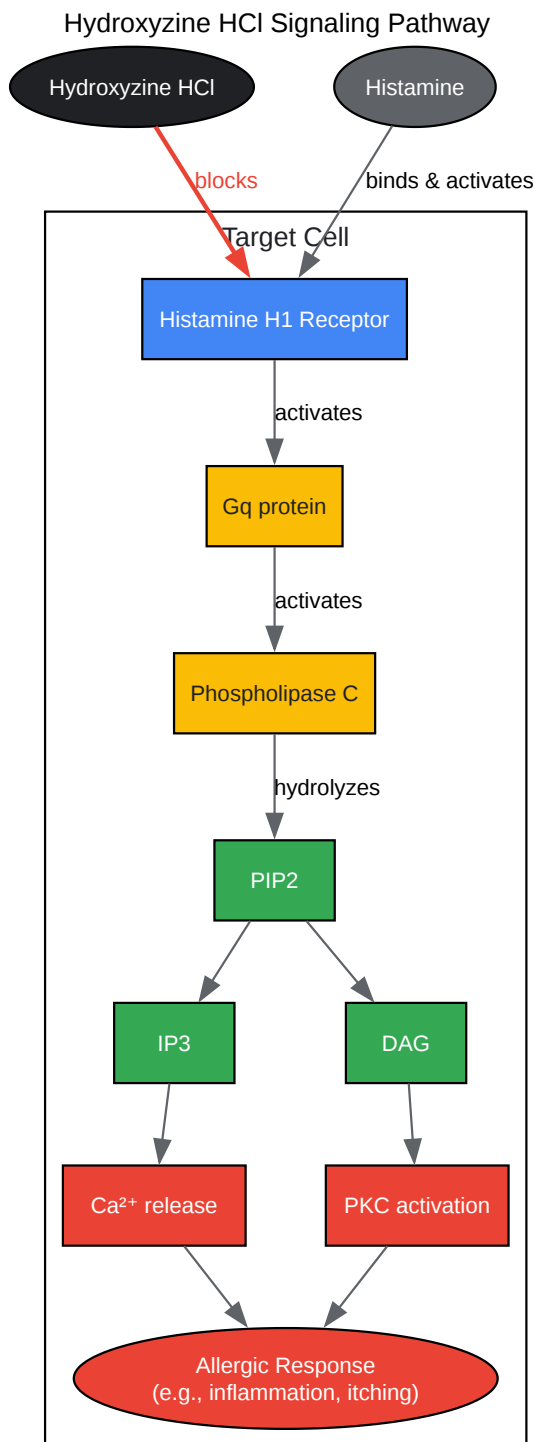 Hydroxyzine HCl Signaling Pathway
Hydroxyzine HCl
Histamine
blocks
binds & activates
Target Cell
Histamine H1 Receptor
activates
Gq protein
activates
Phospholipase C
hydrolyzes
PIP2
IP3
DAG
Ca²⁺ release
PKC activation
Allergic Response
(e.g., inflammation, itching)